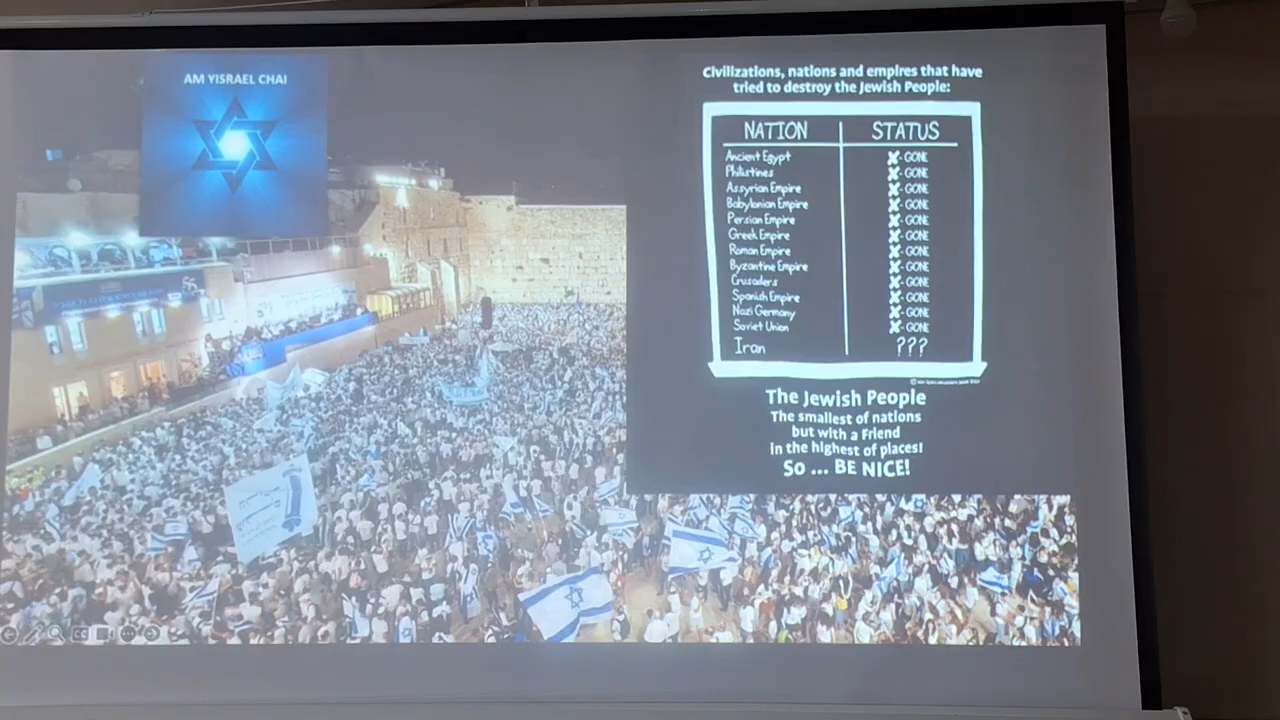 AM YISRAEL CHAI
Civilizations, nations and empires that have
tried to destroy the Jewish People:
NATION STATUS
Ancient Egypt X - GONE
Philistines X - GONE
Assyrian Empire X - GONE
Babylonian Empire X - GONE
Persian Empire X - GONE
Greek Empire X - GONE
Roman Empire X - GONE
Byzantine Empire X - GONE
Crusaders X - GONE
Spanish Empire X - GONE
Nazi Germany X - GONE
Soviet Union X - GONE
Iran ???
The Jewish People
The smallest of nations
but with a Friend
in the highest of places!
So ... BE NICE!